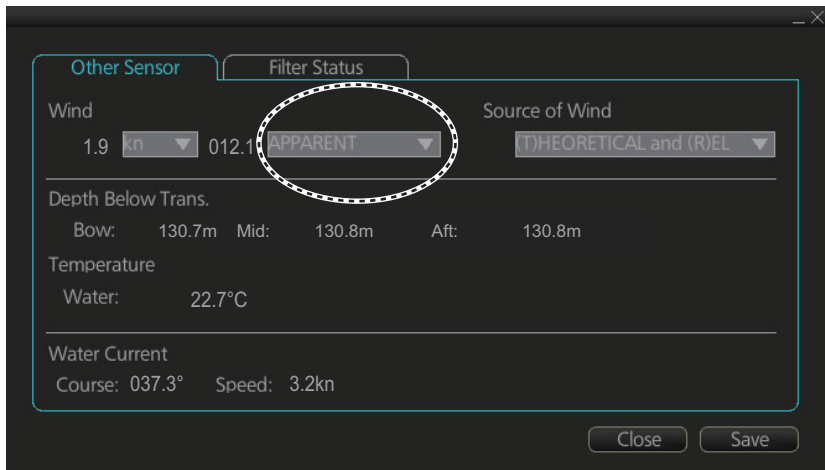 Other Sensor Filter Status
Wind Source of Wind
1.9 kn 012.1 APPARENT (T)HEORETICAL and (R)EL
Depth Below Trans.
Bow: 130.7m Mid: 130.8m Aft: 130.8m
Temperature
Water: 22.7°C
Water Current
Course: 037.3° Speed: 3.2kn
Close Save